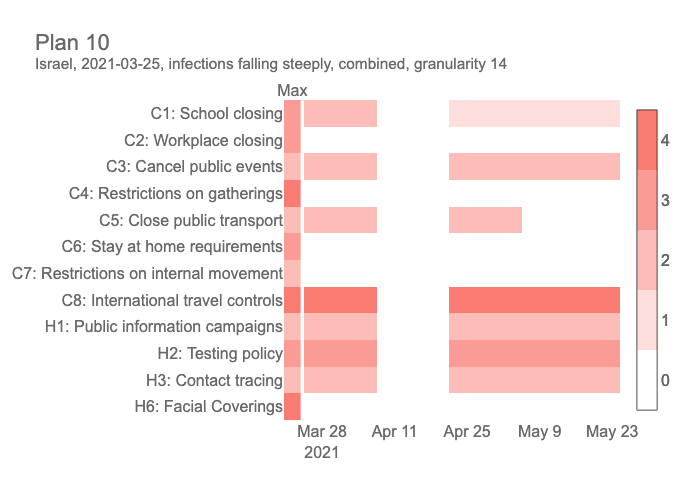 Plan 10
Israel, 2021-03-25, infections falling steeply, combined, granularity 14
Max
C1: School closing
C2: Workplace closing
C3: Cancel public events
C4: Restrictions on gatherings
C5: Close public transport
C6: Stay at home requirements
C7: Restrictions on internal movement
C8: International travel controls
H1: Public information campaigns
H2: Testing policy
H3: Contact tracing
H6: Facial Coverings
4
3
2
1
0
Mar 28 Apr 11 Apr 25 May 9 May 23
2021